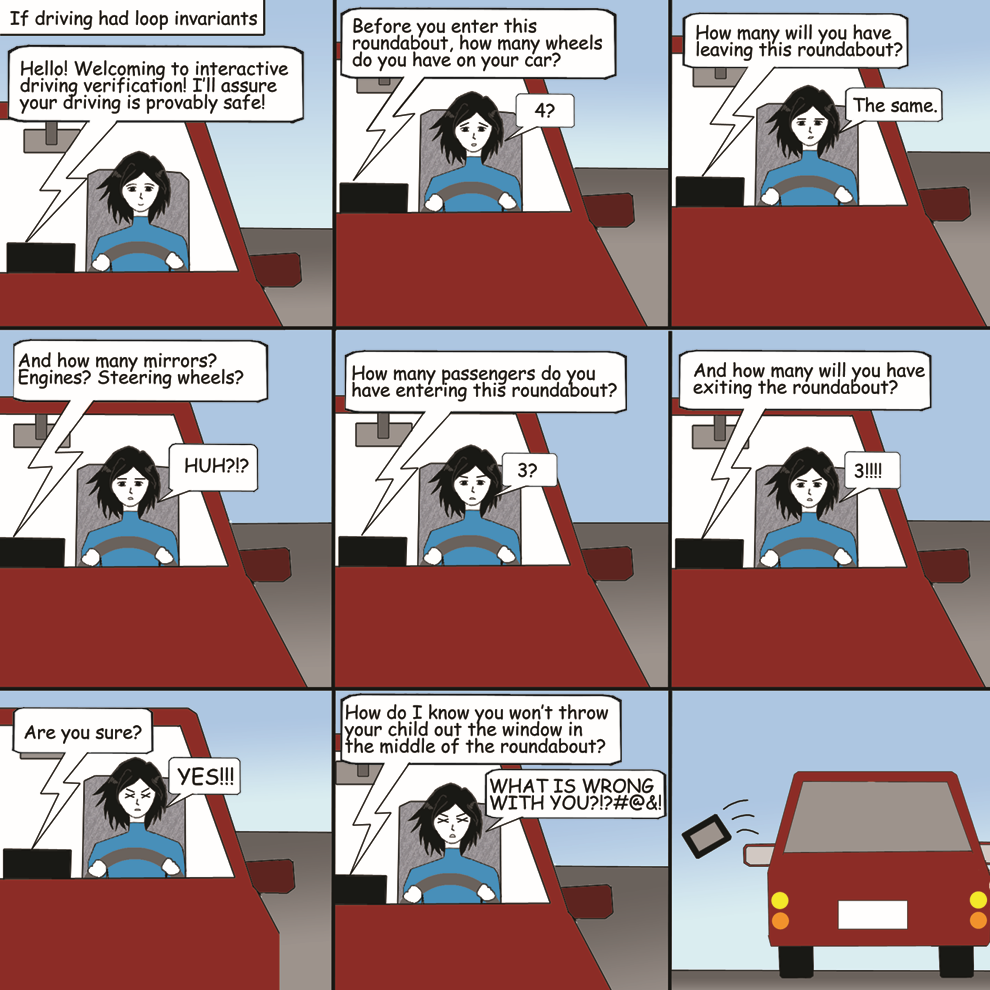 If driving had loop invariants
Hello! Welcoming to interactive
driving verification! I'll assure
your driving is provably safe!
Before you enter this
roundabout, how many wheels
do you have on your car?
4?
How many will you have
leaving this roundabout?
The same.
And how many mirrors?
Engines? Steering wheels?
HUH?!?
How many passengers do you
have entering this roundabout?
3?
And how many will you have
exiting the roundabout?
3!!!!
Are you sure?
YES!!!
How do I know you won't throw
your child out the window in
the middle of the roundabout?
WHAT IS WRONG
WITH YOU?!?#@&!